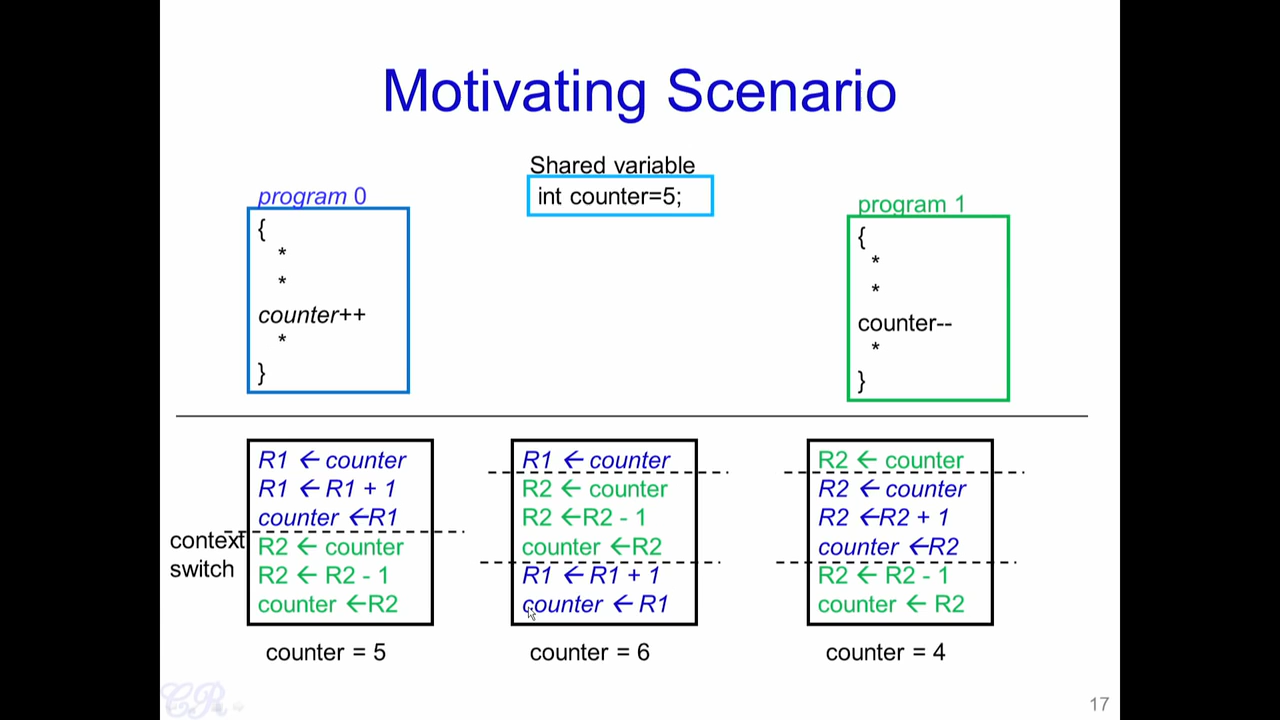 Motivating Scenario
Shared variable
int counter=5;
program 0
{
*
*
counter++
*
}
program 1
{
*
*
counter--
*
}
context
switch
R1 ← counter
R1 ← R1 + 1
counter ←R1
R2 ← counter
R2 ← R2 - 1
counter ←R2
counter = 5
R1 ← counter
R2 ← counter
R2 ←R2 - 1
counter ←R2
R1 ← R1 + 1
counter ← R1
counter = 6
R2 ← counter
R2 ← counter
R2 ←R2 + 1
counter ←R2
R2 ← R2 - 1
counter ← R2
counter = 4
CR
17